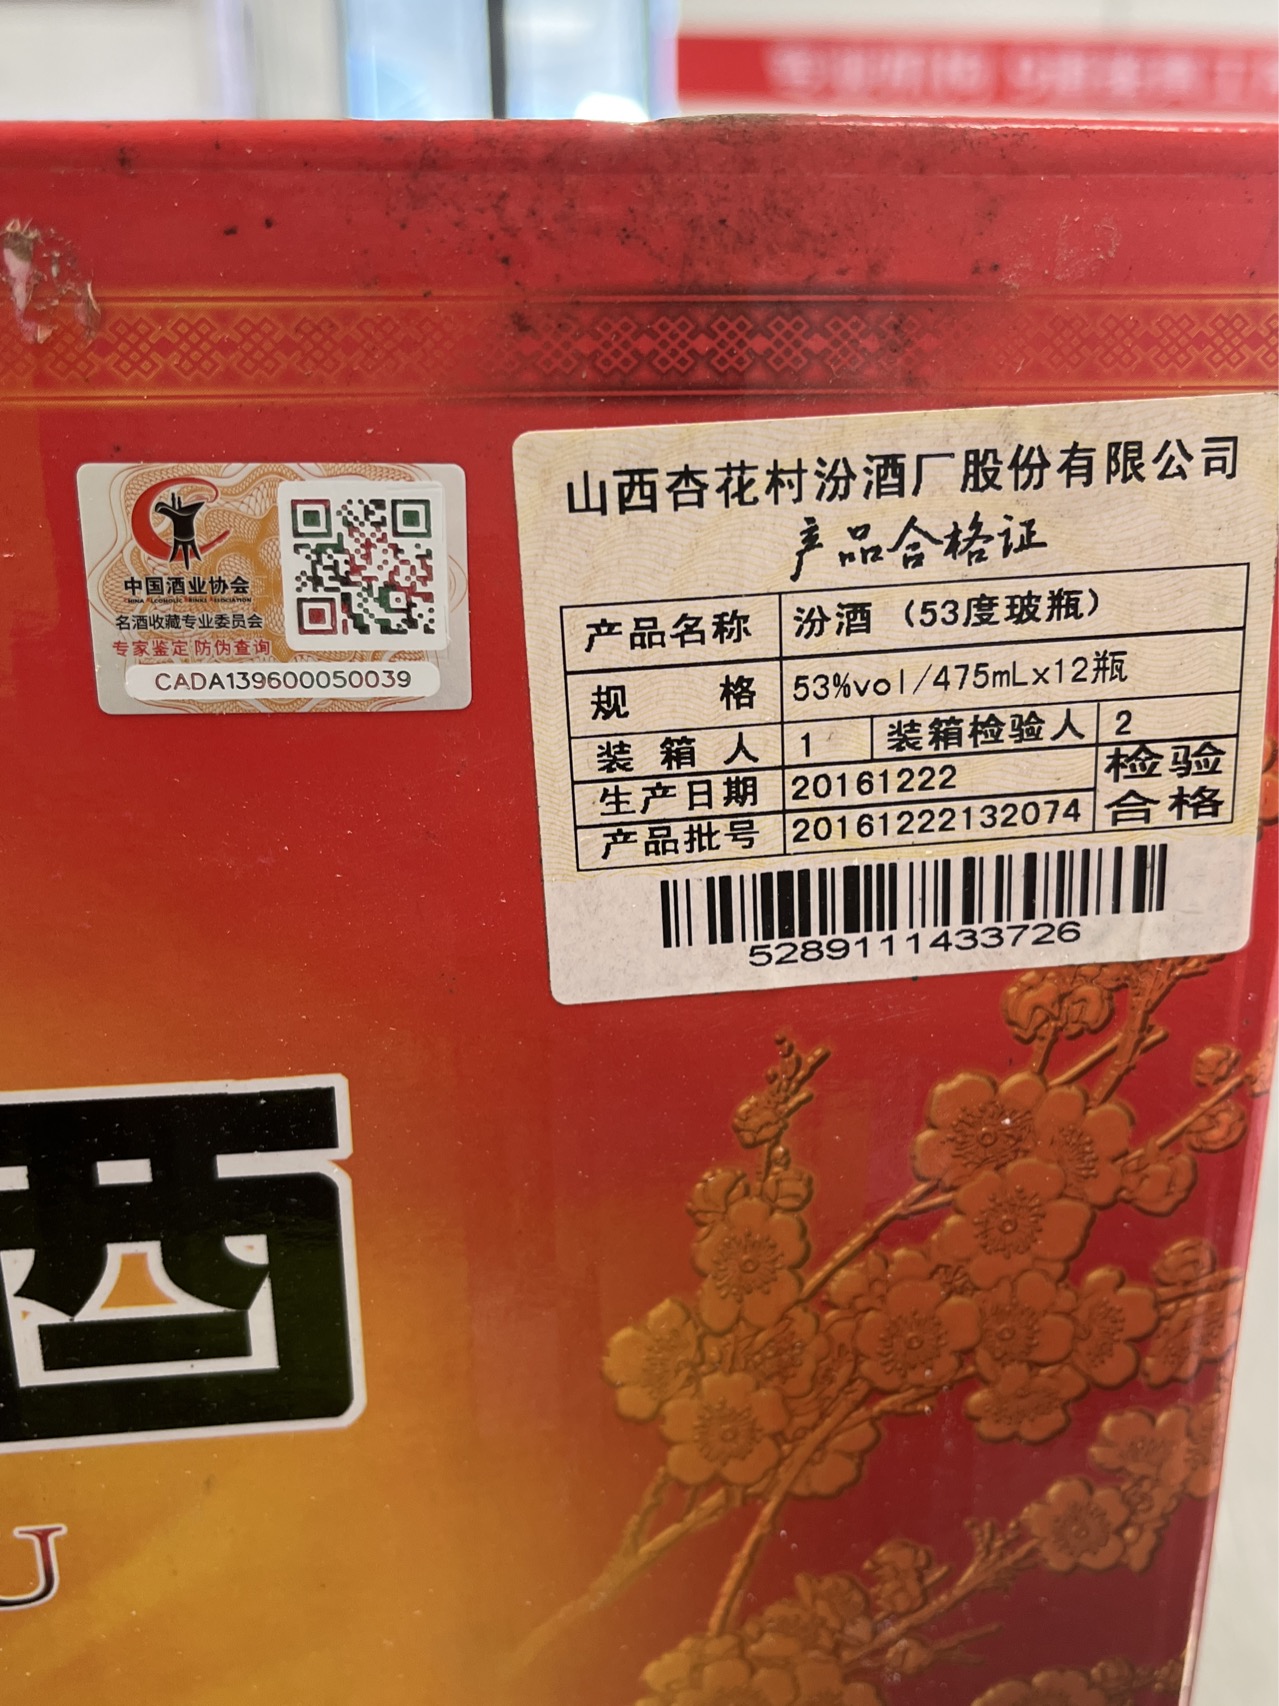 中国酒业协会
CHINA ALCOHOLIC DRINKS ASSOCIATION
名酒收藏专业委员会
专家鉴定 防伪查询
CADA139600050039
山西杏花村汾酒厂股份有限公司
产品合格证
产品名称 汾酒（53度玻瓶）
规格 53%vol/475mLx12瓶
装箱人 1 装箱检验人 2
生产日期 20161222 检验
产品批号 20161222132074 合格
5289111433726
U